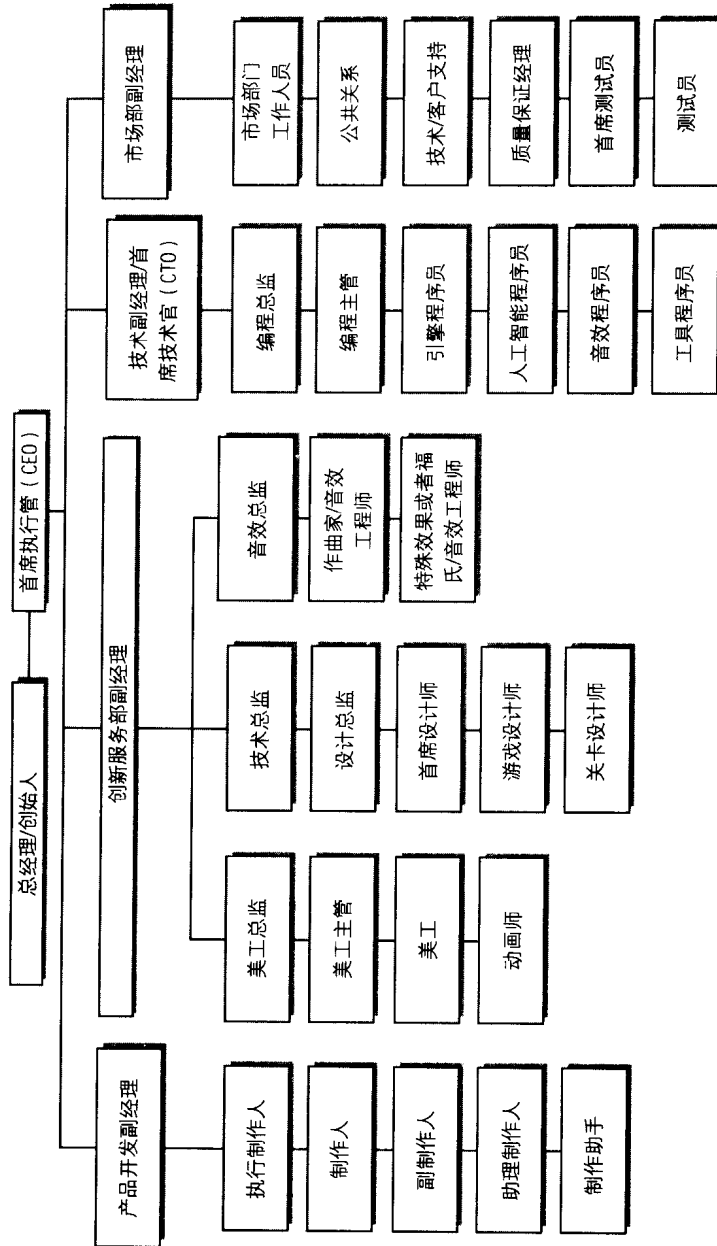 总经理/创始人
首席执行管（CEO）
产品开发副经理
执行制作人
制作人
副制作人
助理制作人
制作助手
创新服务部副经理
美工总监
美工主管
美工
动画师
技术总监
设计总监
首席设计师
游戏设计师
关卡设计师
音效总监
作曲家/音效
工程师
特殊效果或者福
氏/音效工程师
技术副经理/首
席技术官（CTO）
编程总监
编程主管
引擎程序员
人工智能程序员
音效程序员
工具程序员
市场部副经理
市场部门
工作人员
公共关系
技术/客户支持
质量保证经理
首席测试员
测试员